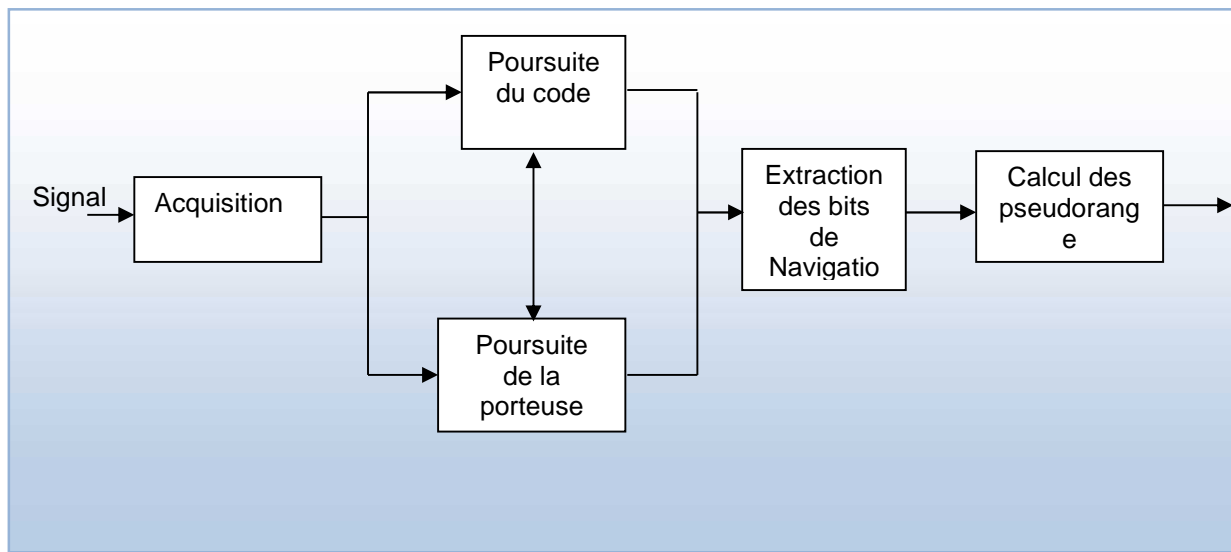 Signal
Acquisition
Poursuite
du code
Poursuite
de la
porteuse
Extraction
des bits
de
Navigatio
Calcul des
pseudorang
e